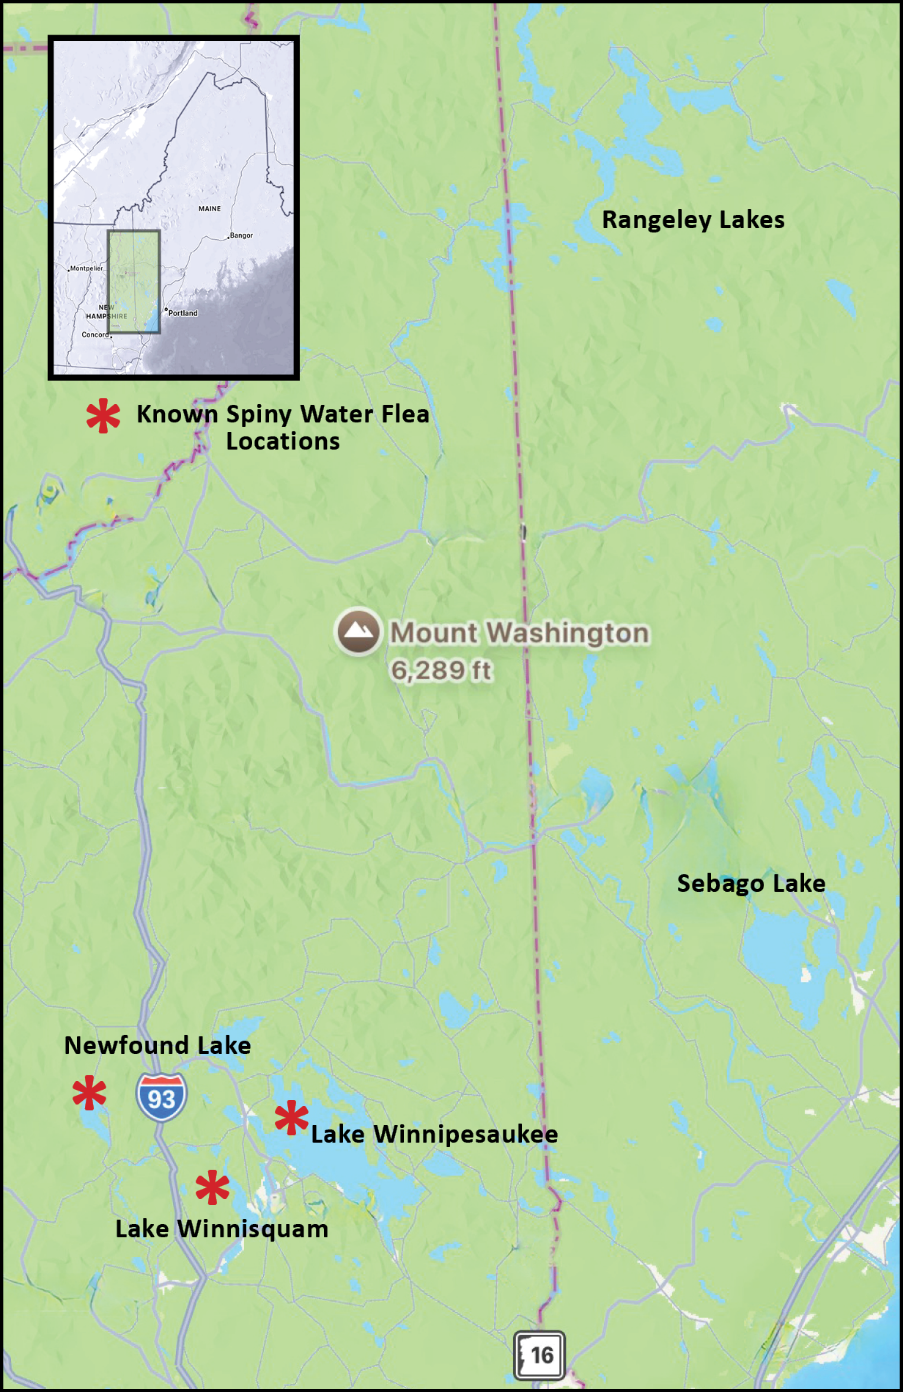 Rangeley Lakes
MAINE
Bangor
Montpelier
NEW
HAMPSHIRE
Portland
Concord
Known Spiny Water Flea
Locations
Mount Washington
6,289 ft
Sebago Lake
Newfound Lake
93
Lake Winnipesaukee
Lake Winnisquam
16